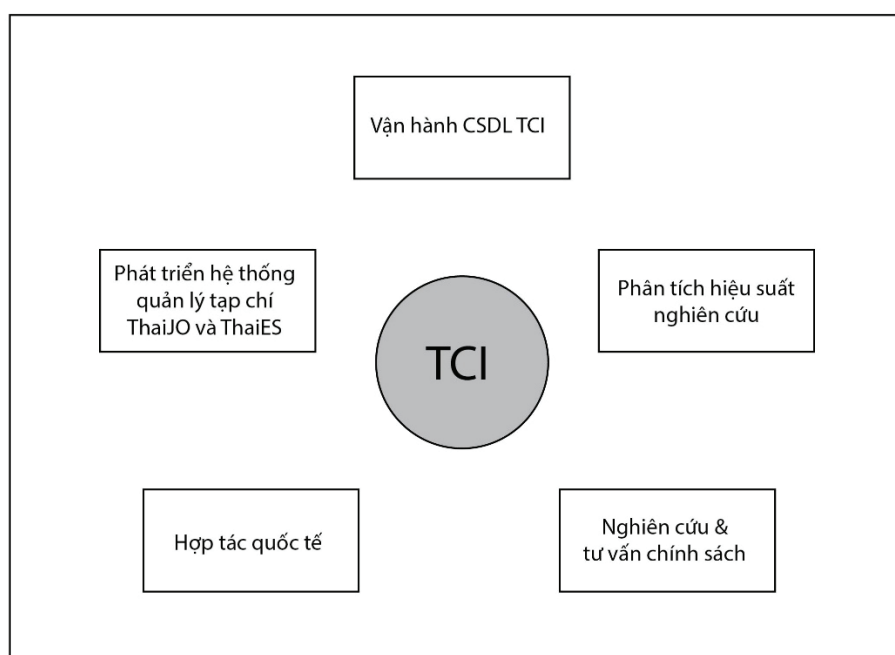 Vận hành CSDL TCI
Phát triển hệ thống
quản lý tạp chí
ThaiJO và ThaiES
Phân tích hiệu suất
nghiên cứu
TCI
Hợp tác quốc tế
Nghiên cứu &
tư vấn chính sách